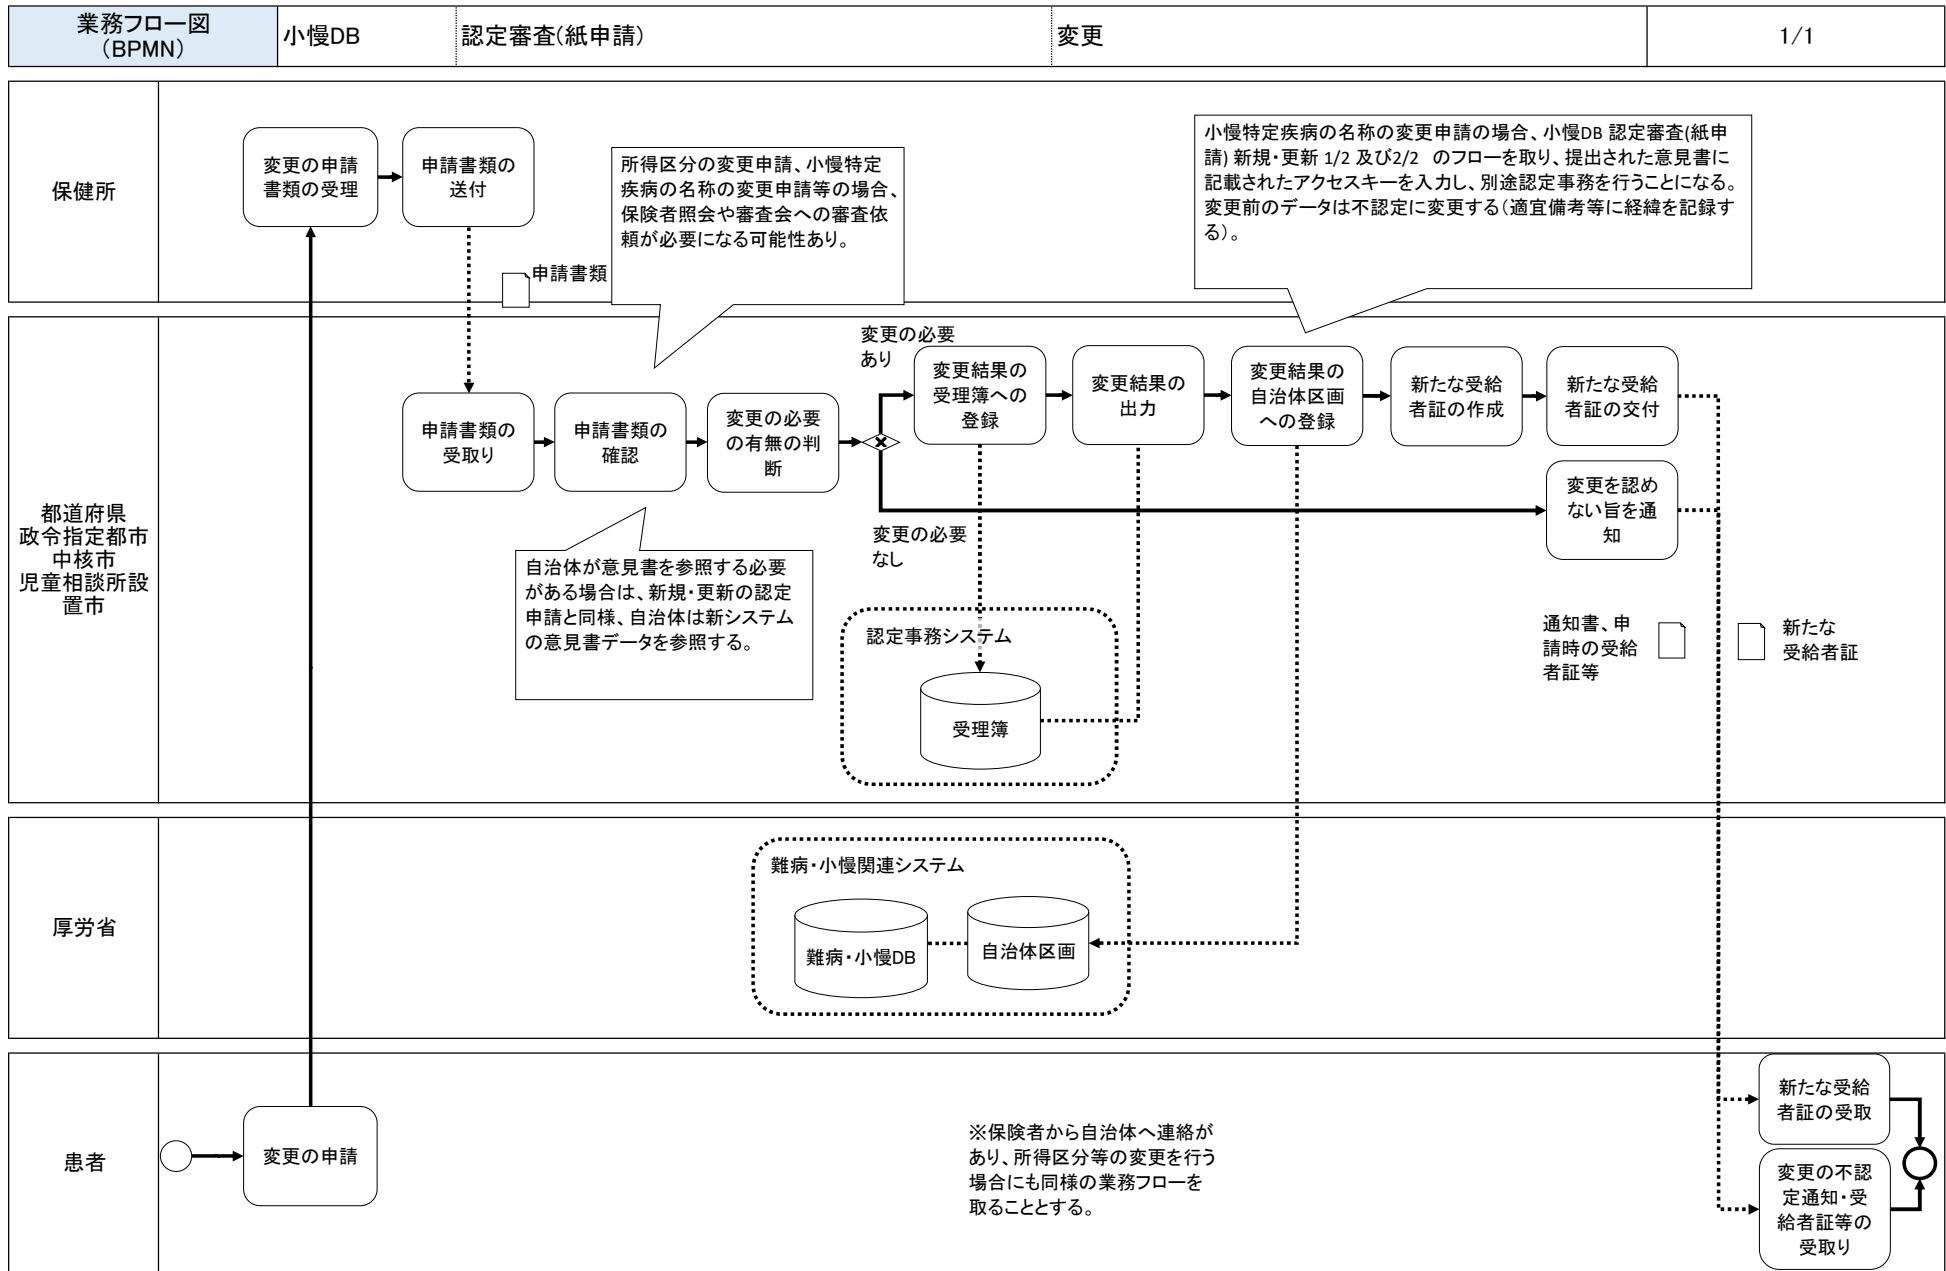 業務フロー図
（BPMN）
小慢DB
認定審査(紙申請)
変更
1/1
保健所
変更の申請
書類の受理
申請書類の
送付
申請書類
所得区分の変更申請、小慢特定
疾病の名称の変更申請等の場合、
保険者照会や審査会への審査依
頼が必要になる可能性あり。
小慢特定疾病の名称の変更申請の場合、小慢DB 認定審査(紙申
請) 新規・更新 1/2 及び2/2 のフローを取り、提出された意見書に
記載されたアクセスキーを入力し、別途認定事務を行うことになる。
変更前のデータは不認定に変更する（適宜備考等に経緯を記録す
る）。
都道府県
政令指定都市
中核市
児童相談所設
置市
申請書類の
受取り
申請書類の
確認
変更の必要
の有無の判
断
変更の必要
あり
変更結果の
受理簿への
登録
変更結果の
出力
変更結果の
自治体区画
への登録
新たな受給
者証の作成
新たな受給
者証の交付
変更の必要
なし
変更を認め
ない旨を通
知
自治体が意見書を参照する必要
がある場合は、新規・更新の認定
申請と同様、自治体は新システム
の意見書データを参照する。
認定事務システム
受理簿
通知書、申
請時の受給
者証等
新たな
受給者証
厚労省
難病・小慢関連システム
難病・小慢DB
自治体区画
患者
変更の申請
※保険者から自治体へ連絡が
あり、所得区分等の変更を行う
場合にも同様の業務フローを
取ることとする。
新たな受給
者証の受取
変更の不認
定通知・受
給者証等の
受取り